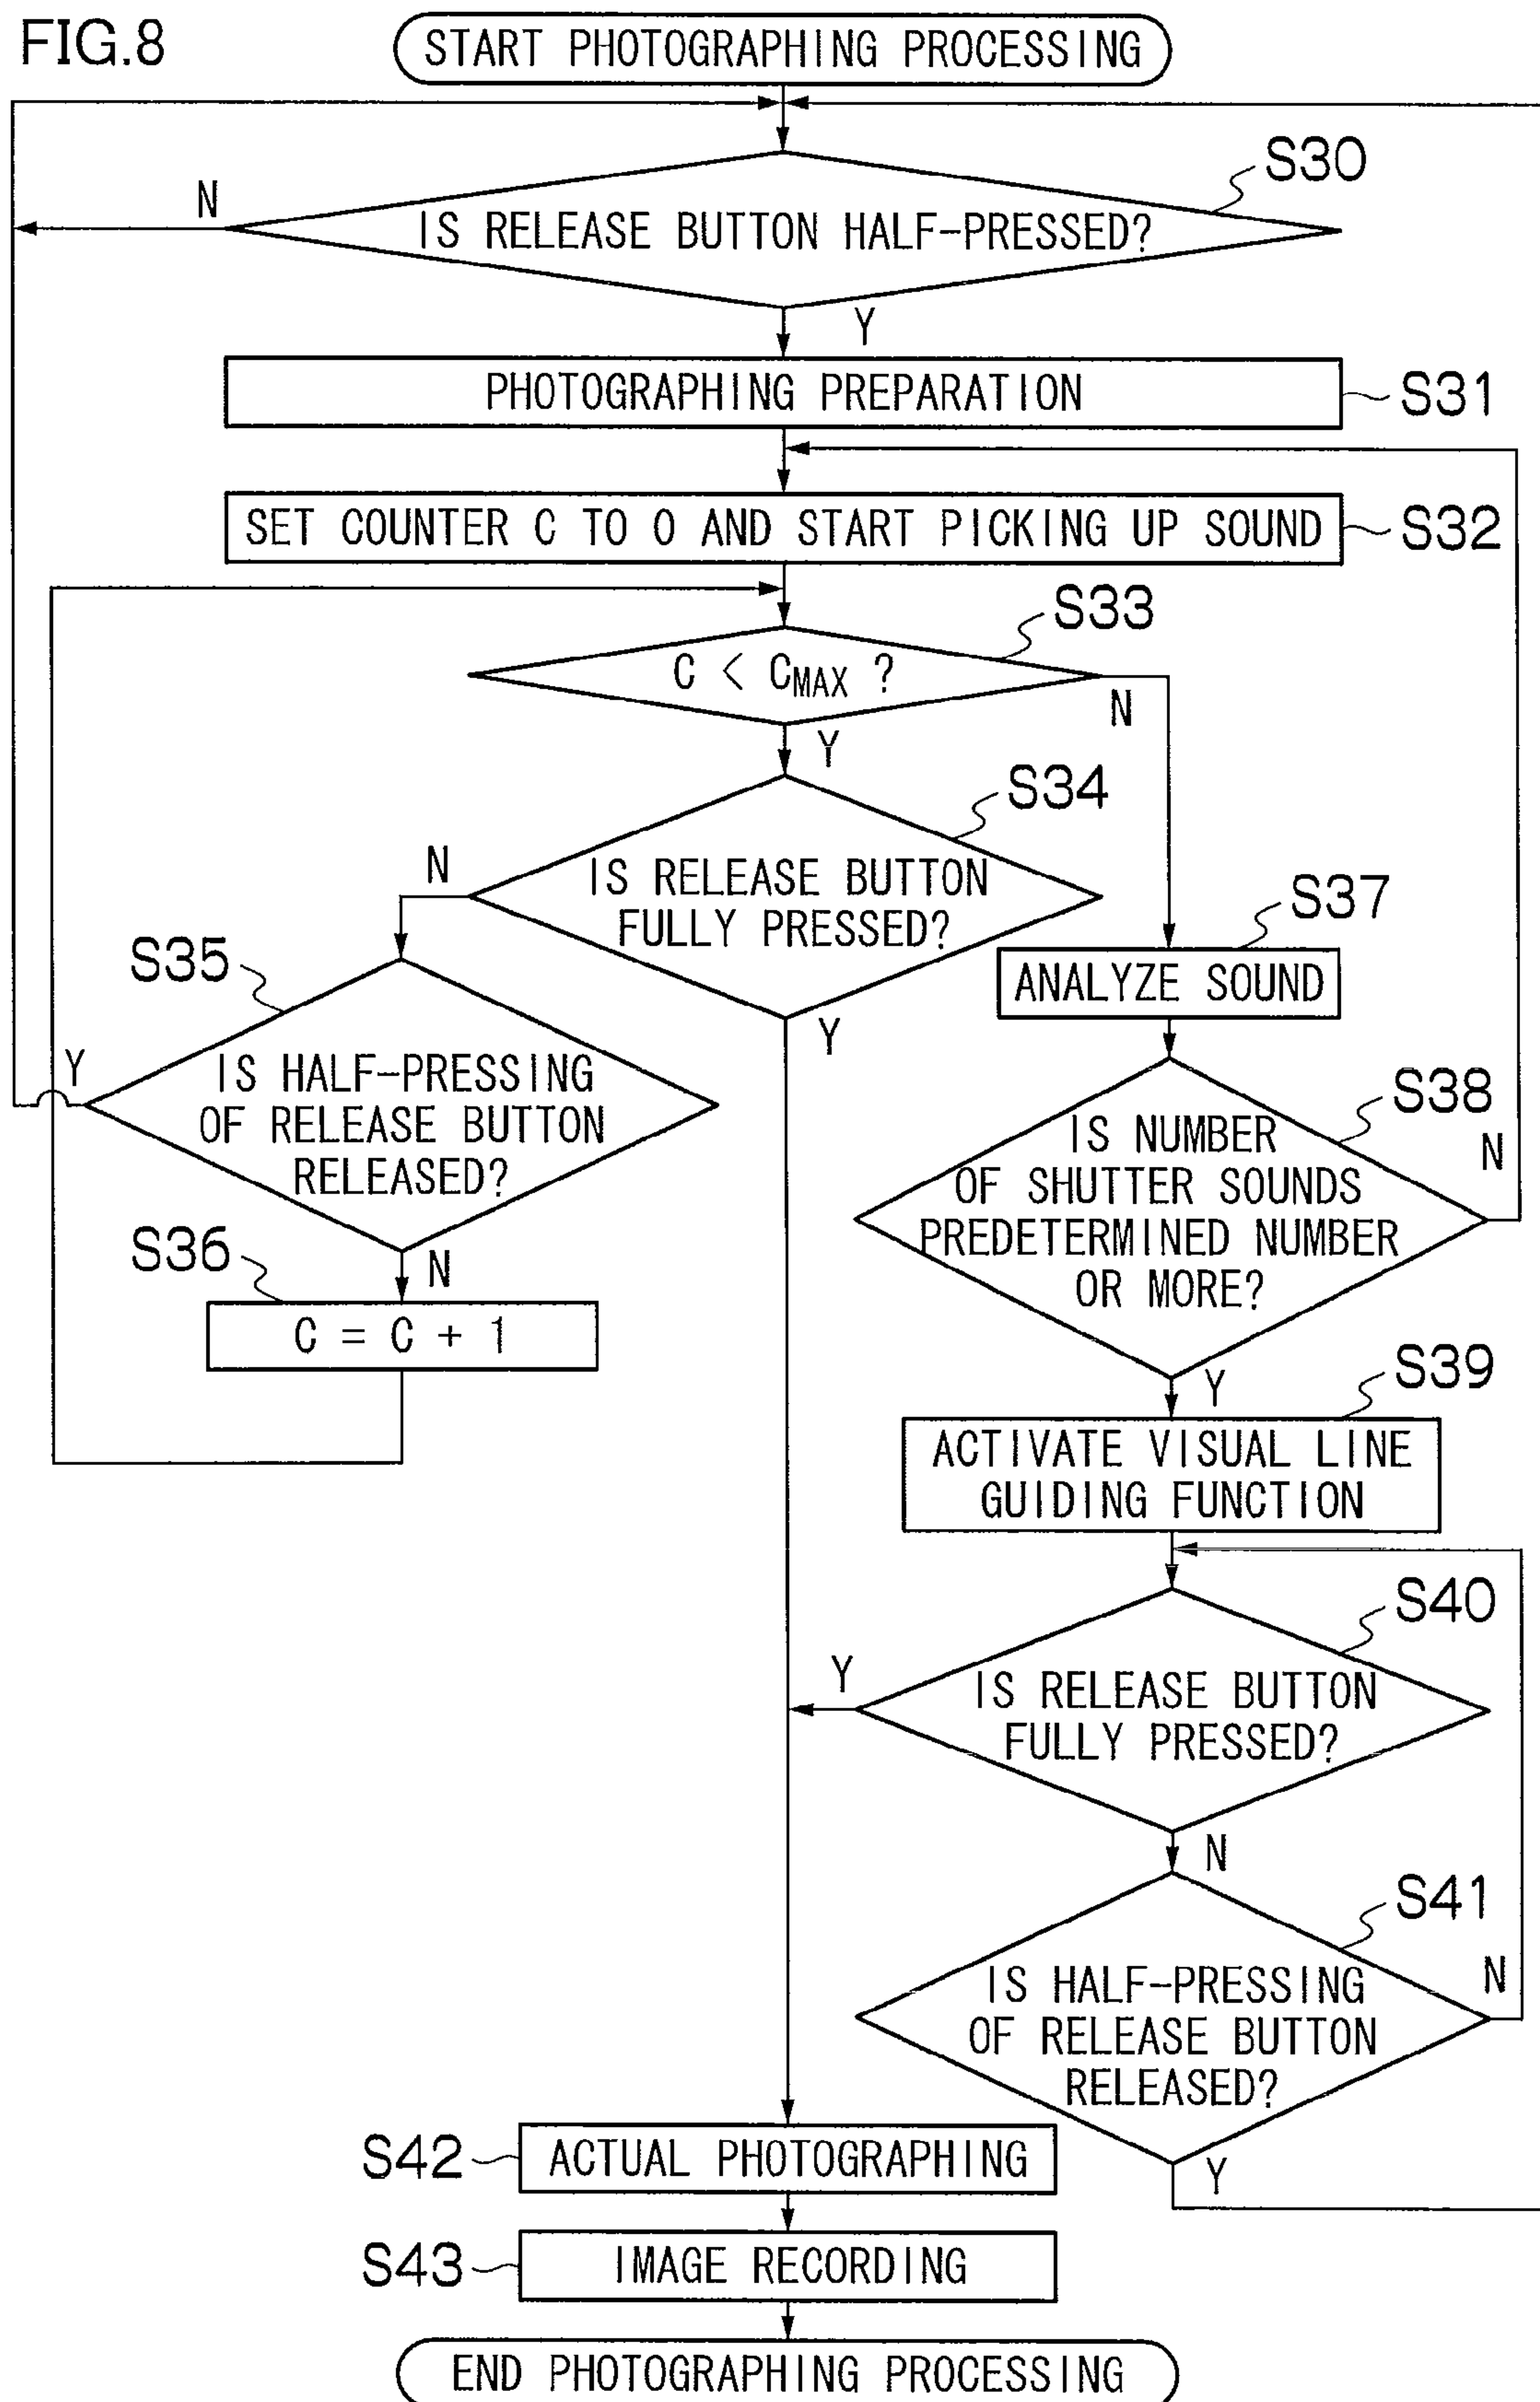 FIG.8
START PHOTOGRAPHING PROCESSING
S30
N
IS RELEASE BUTTON HALF-PRESSED?
Y
PHOTOGRAPHING PREPARATION
S31
SET COUNTER C TO 0 AND START PICKING UP SOUND
S32
S33
C < CMAX ?
N
Y
S34
N
IS RELEASE BUTTON
FULLY PRESSED?
Y
S35
Y
IS HALF-PRESSING
OF RELEASE BUTTON
RELEASED?
N
S36
C = C + 1
S37
ANALYZE SOUND
S38
IS NUMBER
OF SHUTTER SOUNDS
PREDETERMINED NUMBER
OR MORE?
N
Y
S39
ACTIVATE VISUAL LINE
GUIDING FUNCTION
S40
Y
IS RELEASE BUTTON
FULLY PRESSED?
N
S41
IS HALF-PRESSING
OF RELEASE BUTTON
RELEASED?
N
Y
S42
ACTUAL PHOTOGRAPHING
S43
IMAGE RECORDING
END PHOTOGRAPHING PROCESSING